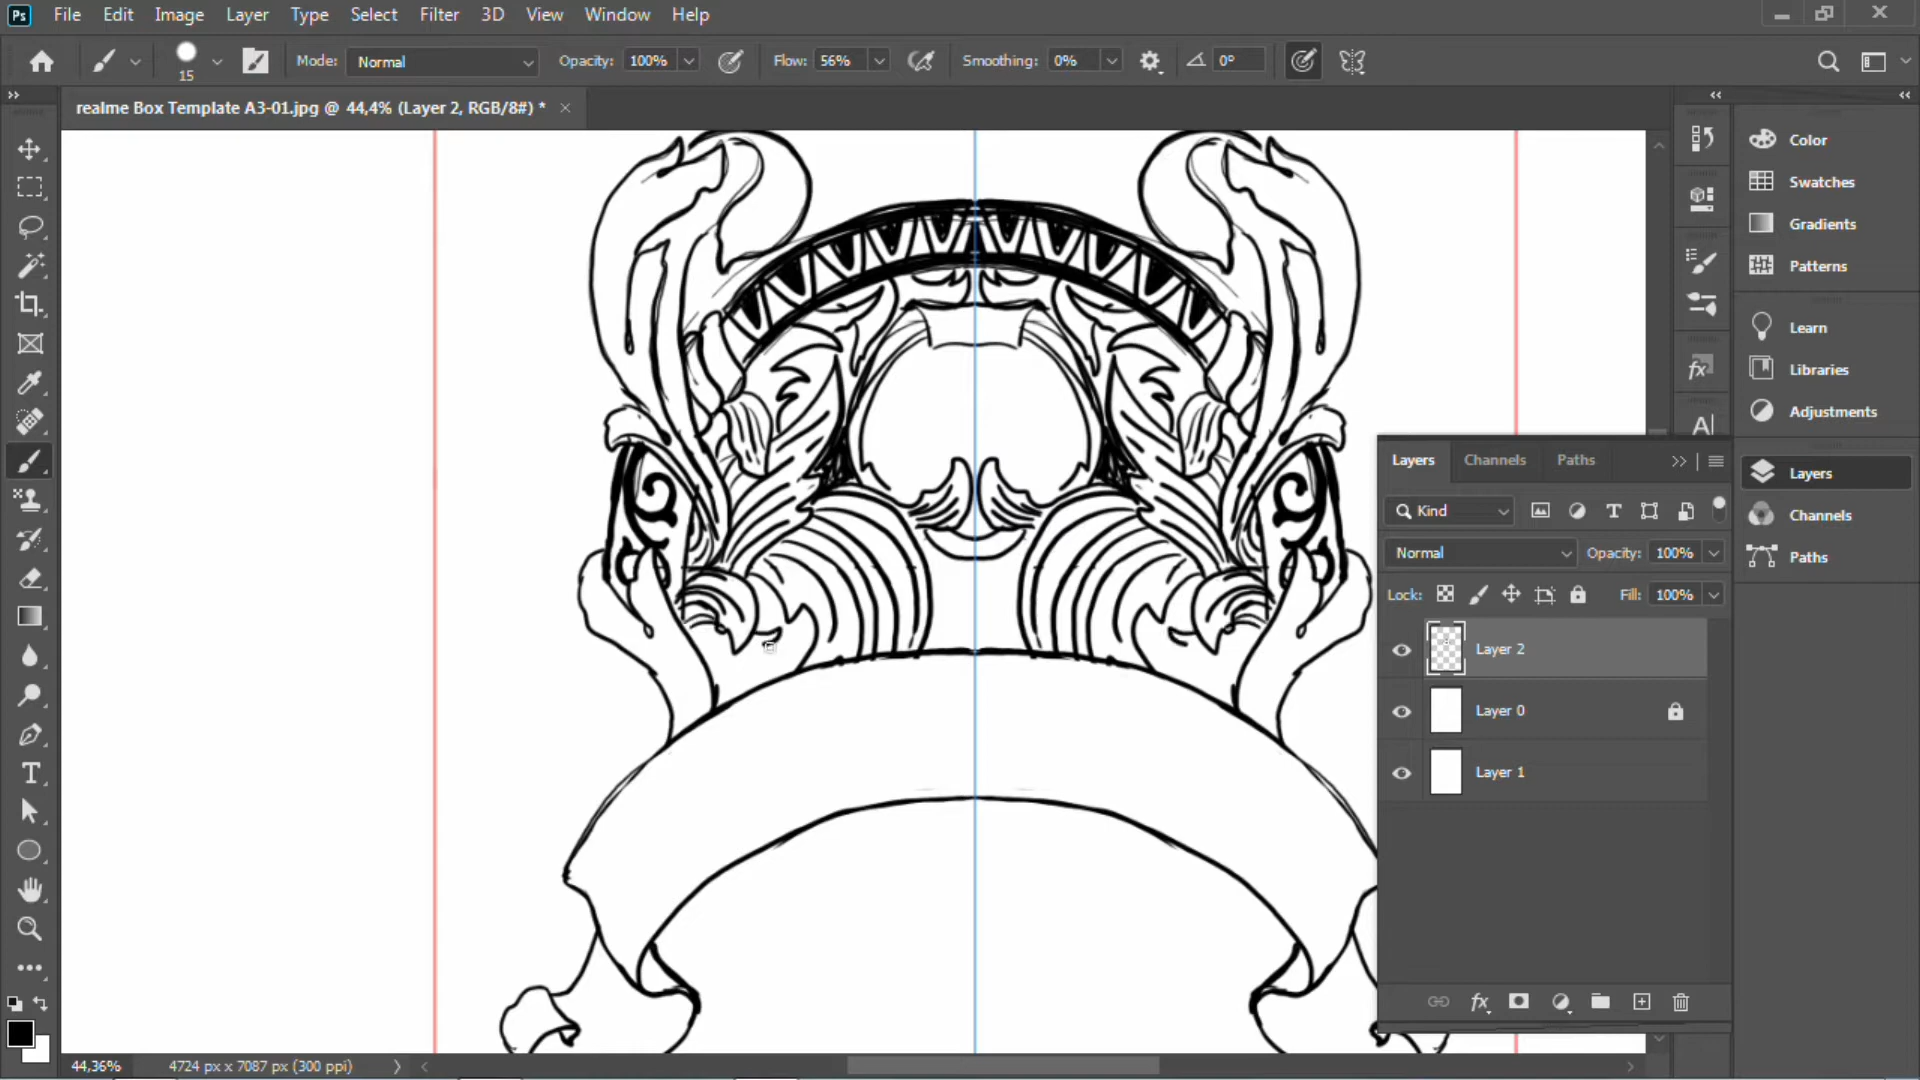 Ps File Edit Image Layer Type Select Filter 3D View Window Help
15 Mode: Normal Opacity: 100% Flow: 56% Smoothing: 0% 0°
realme Box Template A3-01.jpg @ 44,4% (Layer 2, RGB/8#) *
Color
Swatches
Gradients
Patterns
Learn
Libraries
Adjustments
Layers
Channels
Paths
Layers Channels Paths
Kind
Normal Opacity: 100%
Lock: Fill: 100%
Layer 2
Layer 0
Layer 1
fx
fx
A
T
T
44,36% 4724 px x 7087 px (300 ppi)